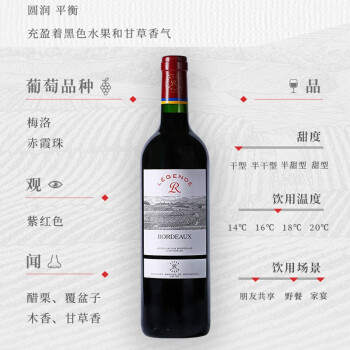 圆润 平衡
充盈着黑色水果和甘草香气
葡萄品种
梅洛
赤霞珠
观
紫红色
闻
醋栗、覆盆子
木香、甘草香
LEGENDE
R
BORDEAUX
品
甜度
干型 半干型 半甜型 甜型
饮用温度
14℃ 16℃ 18℃ 20℃
饮用场景
朋友共享 野餐 家宴